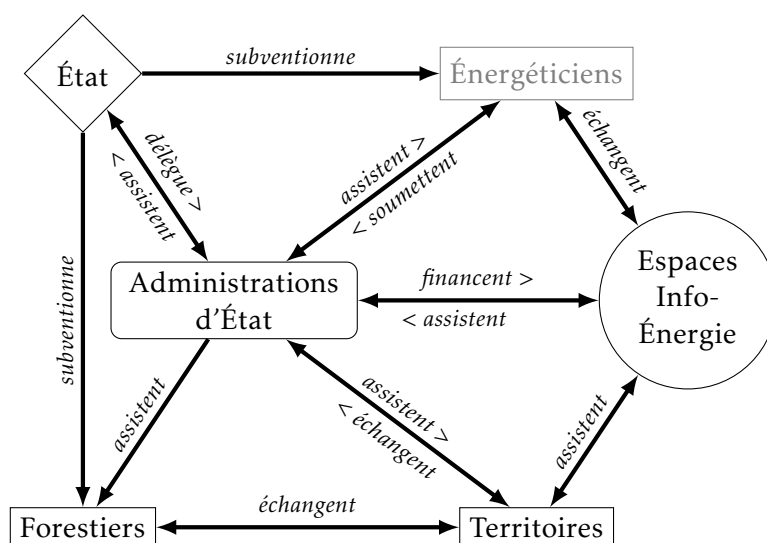 subventionne
État
Énergéticiens
délègue >
< assistent
assistent >
< soumettent
échangent
subventionne
Administrations
d'État
financent >
< assistent
Espaces
Info-
Énergie
assistent
assistent >
< échangent
assistent
Forestiers
échangent
Territoires